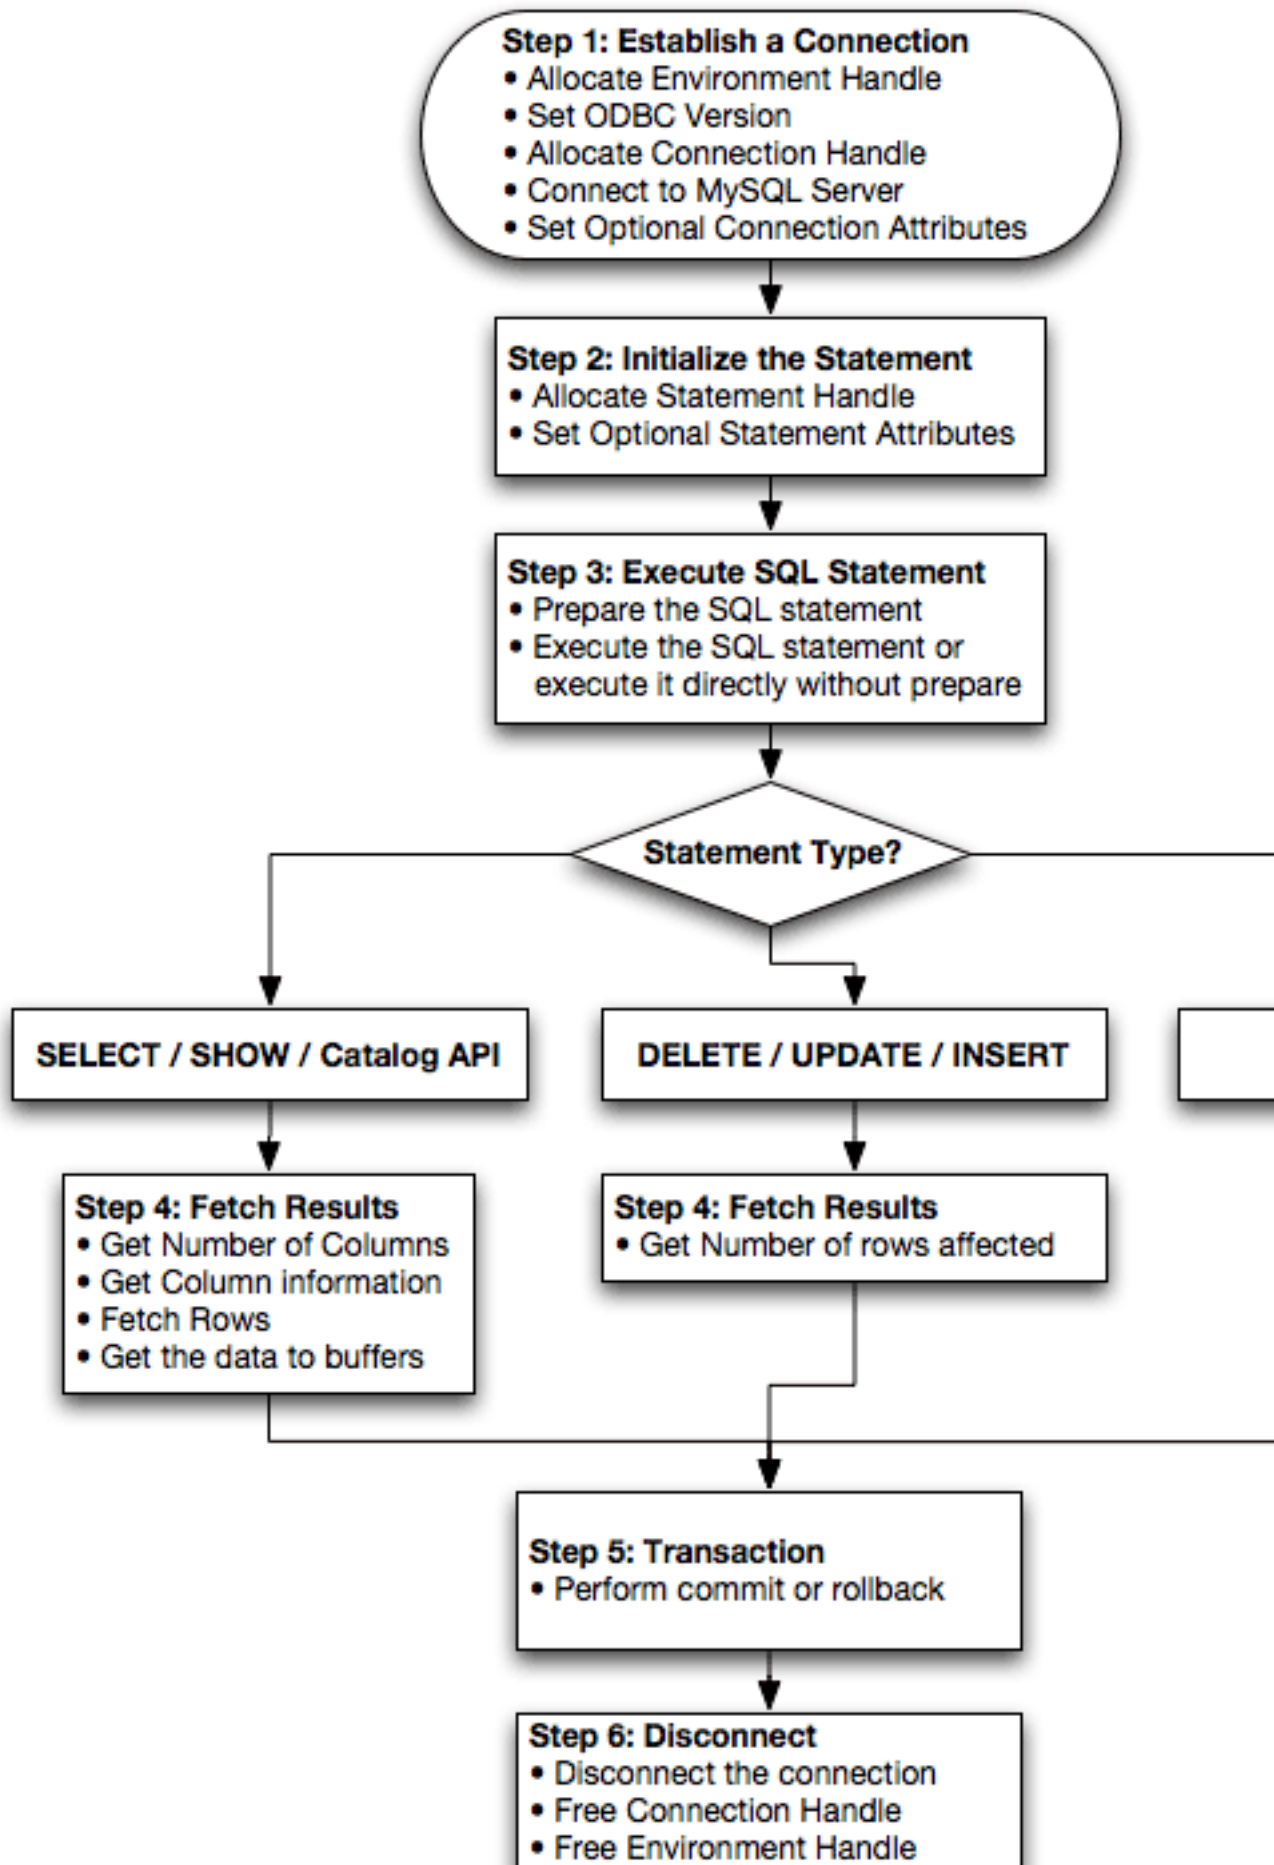 Step 1: Establish a Connection
• Allocate Environment Handle
• Set ODBC Version
• Allocate Connection Handle
• Connect to MySQL Server
• Set Optional Connection Attributes
Step 2: Initialize the Statement
• Allocate Statement Handle
• Set Optional Statement Attributes
Step 3: Execute SQL Statement
• Prepare the SQL statement
• Execute the SQL statement or
execute it directly without prepare
Statement Type?
SELECT / SHOW / Catalog API
DELETE / UPDATE / INSERT
Step 4: Fetch Results
• Get Number of Columns
• Get Column information
• Fetch Rows
• Get the data to buffers
Step 4: Fetch Results
• Get Number of rows affected
Step 5: Transaction
• Perform commit or rollback
Step 6: Disconnect
• Disconnect the connection
• Free Connection Handle
• Free Environment Handle